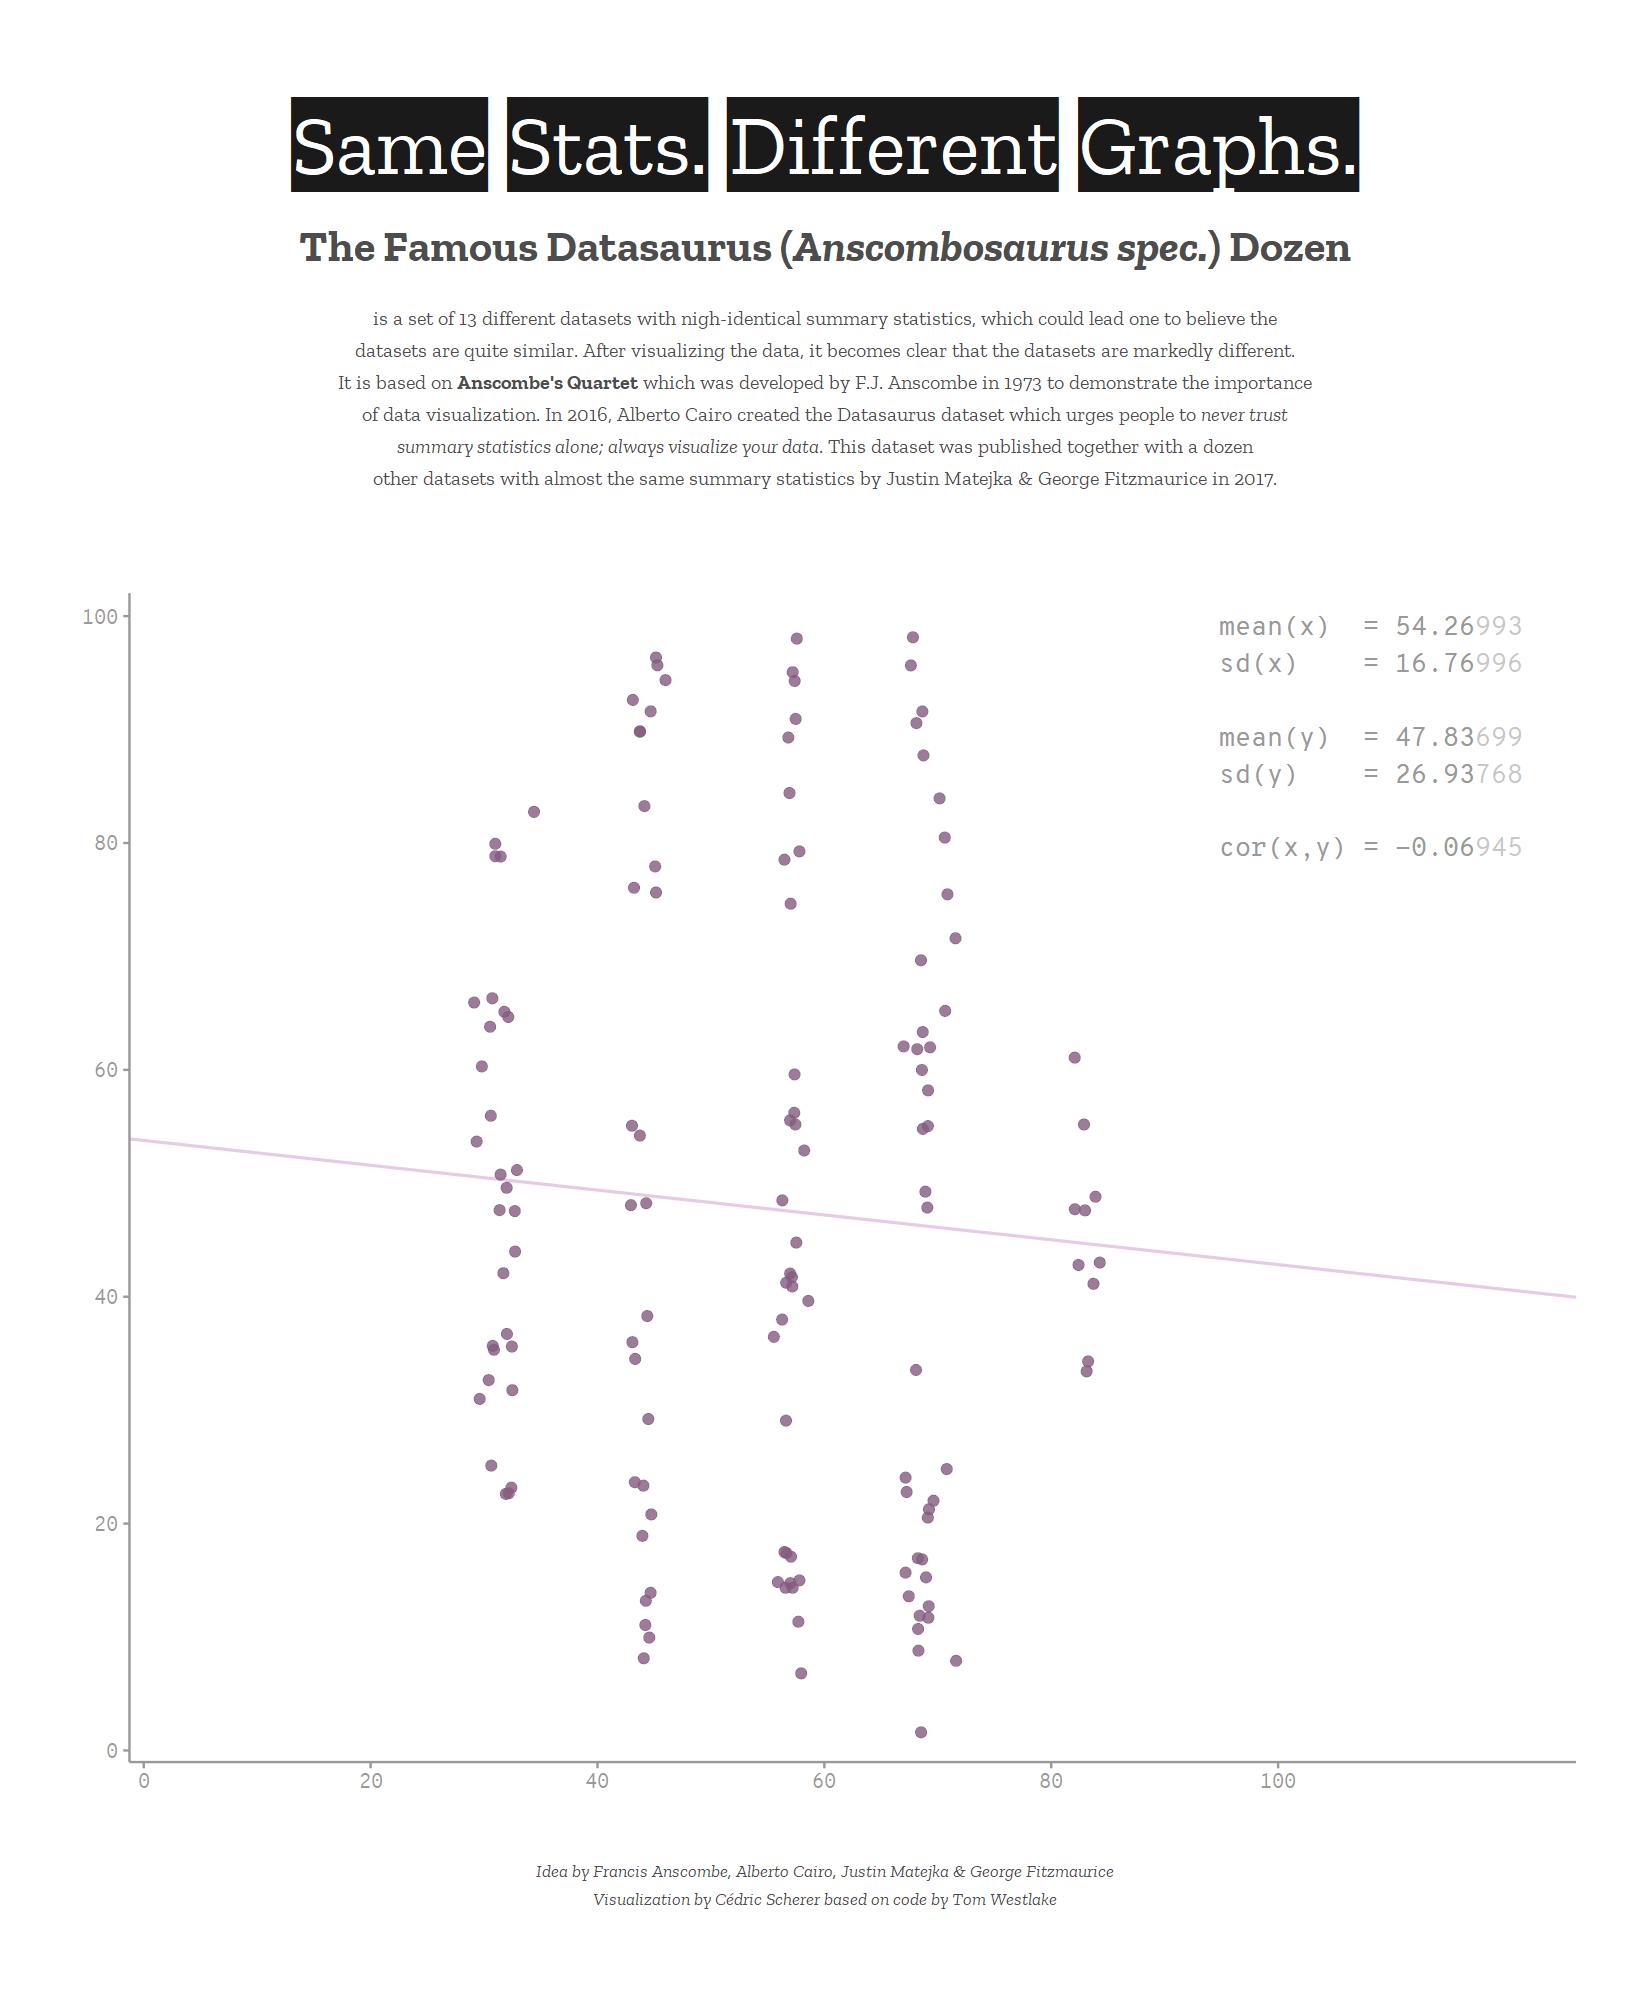 Same Stats. Different Graphs.
The Famous Datasaurus (Anscombosaurus spec.) Dozen
is a set of 13 different datasets with nigh-identical summary statistics, which could lead one to believe the
datasets are quite similar. After visualizing the data, it becomes clear that the datasets are markedly different.
It is based on Anscombe's Quartet which was developed by F.J. Anscombe in 1973 to demonstrate the importance
of data visualization. In 2016, Alberto Cairo created the Datasaurus dataset which urges people to never trust
summary statistics alone; always visualize your data. This dataset was published together with a dozen
other datasets with almost the same summary statistics by Justin Matejka & George Fitzmaurice in 2017.
mean(x) = 54.26993
sd(x) = 16.76996
mean(y) = 47.83699
sd(y) = 26.93768
cor(x,y) = −0.06945
100
80
60
40
20
0
0 20 40 60 80 100
Idea by Francis Anscombe, Alberto Cairo, Justin Matejka & George Fitzmaurice
Visualization by Cédric Scherer based on code by Tom Westlake